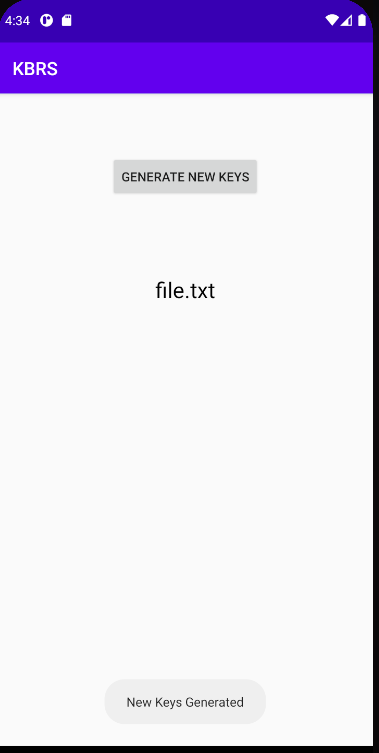 4:34
KBRS
GENERATE NEW KEYS
file.txt
New Keys Generated